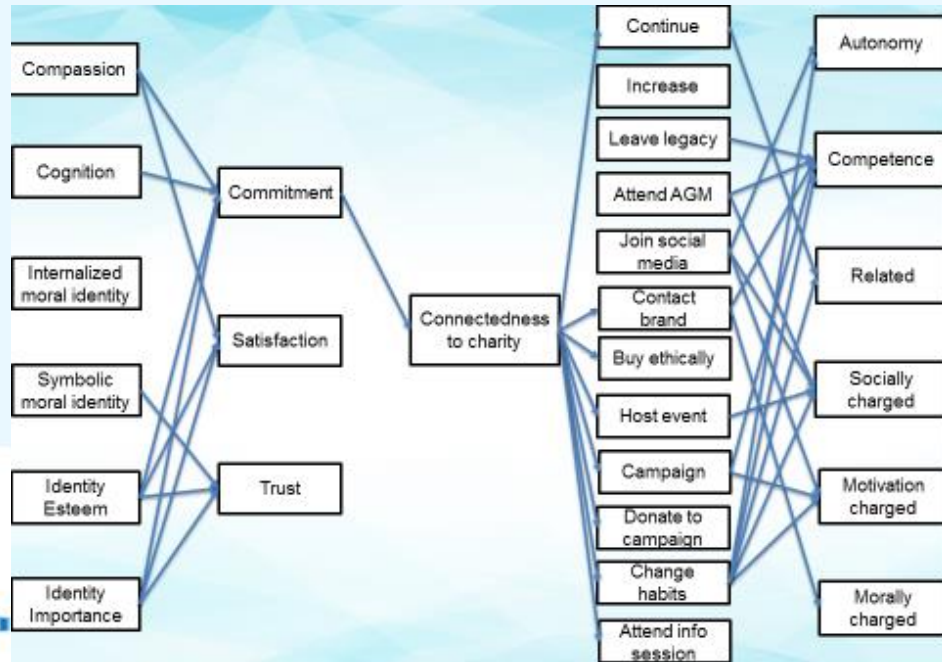 Compassion
Cognition
Internalized
moral identity
Symbolic
moral identity
Identity
Esteem
Identity
Importance
Commitment
Satisfaction
Trust
Connectedness
to charity
Continue
Increase
Leave legacy
Attend AGM
Join social
media
Contact
brand
Buy ethically
Host event
Campaign
Donate to
campaign
Change
habits
Attend info
session
Autonomy
Competence
Related
Socially
charged
Motivation
charged
Morally
charged